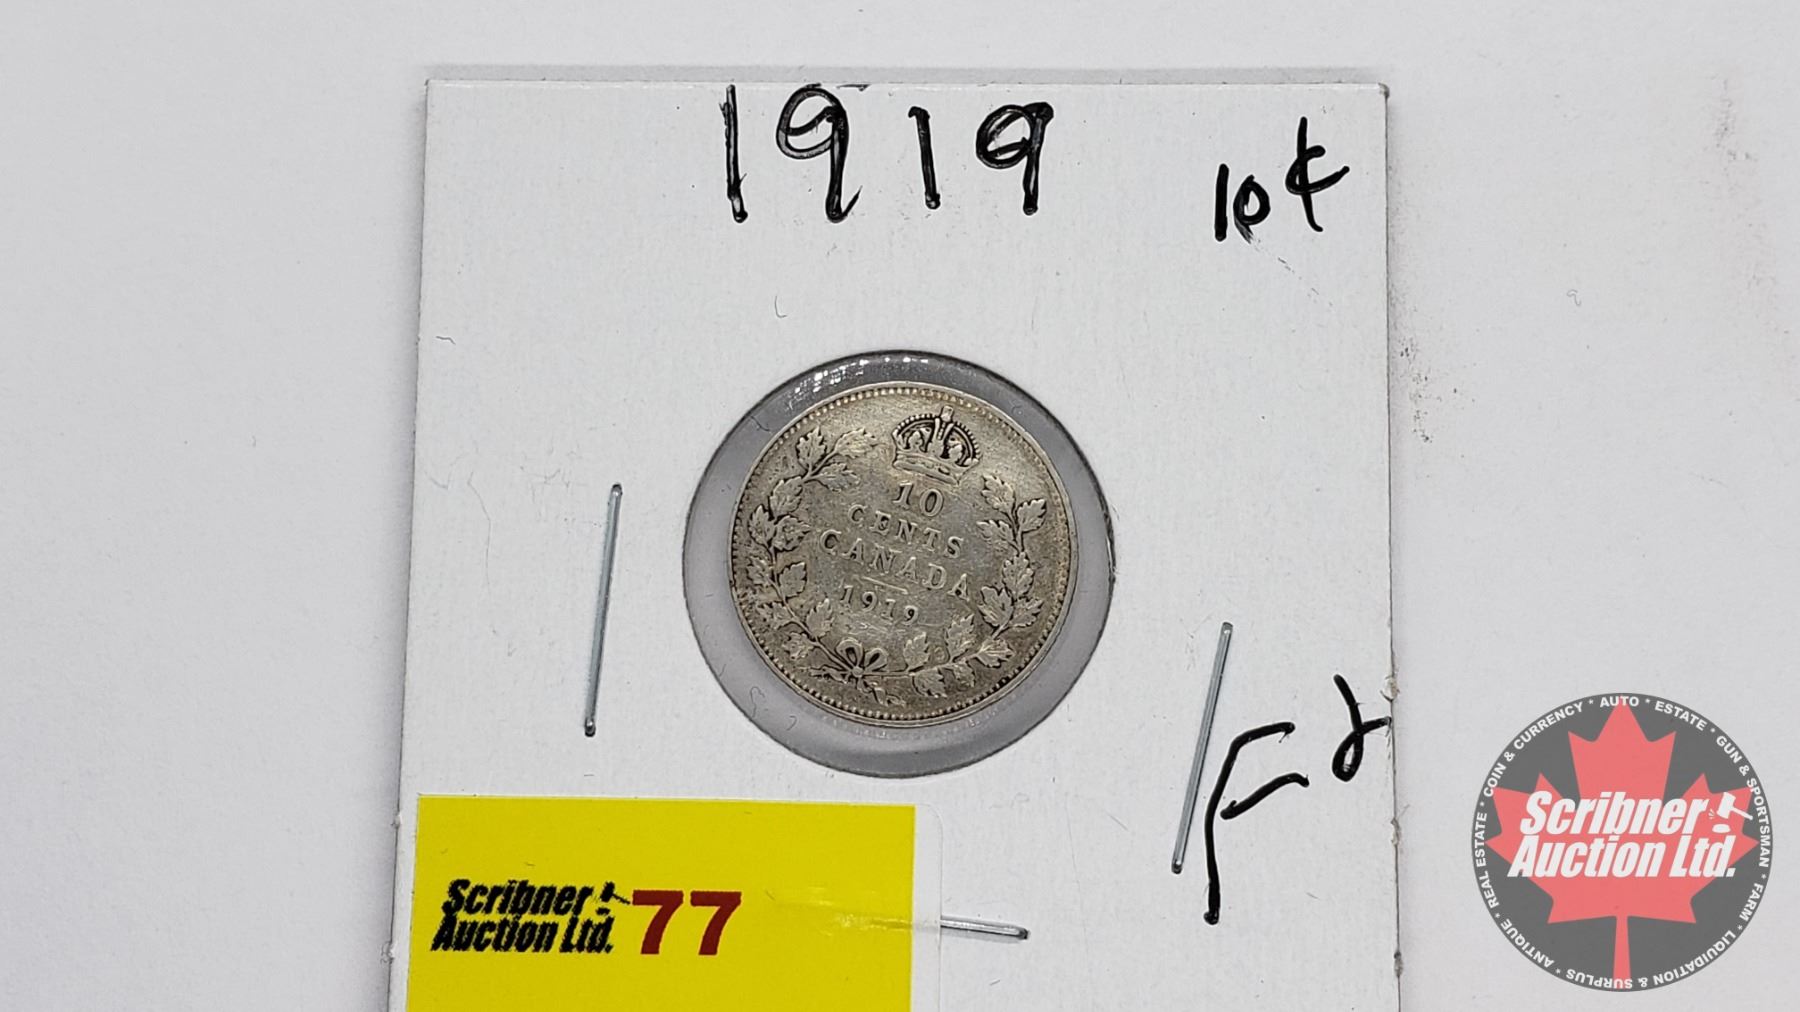 1919
10¢
10
CENTS
CANADA
1919
Scribner
Auction Ltd.
77
COIN & CURRENCY * AUTO * ESTATE * GUN & SPORTSMAN * FARM * LIQUIDATION & SURPLUS * ANTIQUE * REAL ESTATE *
Scribner
Auction Ltd.